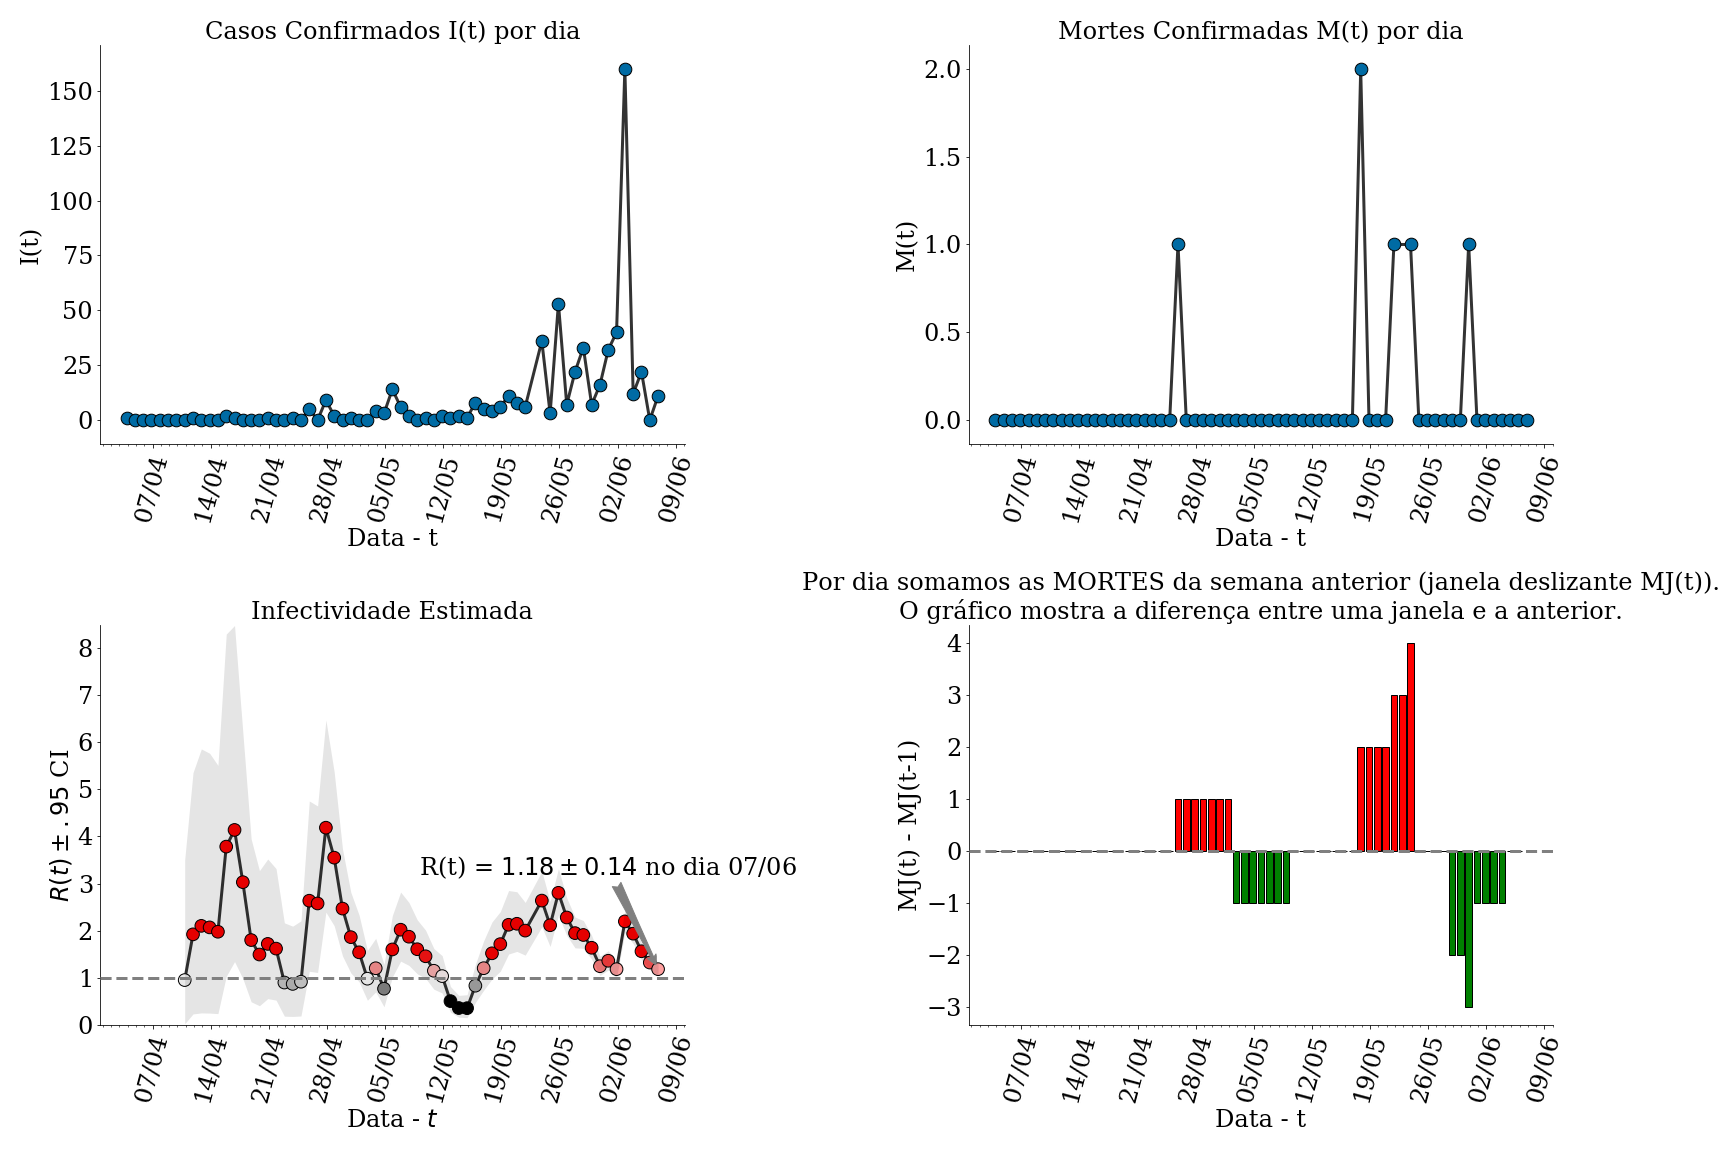 Casos Confirmados I(t) por dia
I(t)
150
125
100
75
50
25
0
07/04 14/04 21/04 28/04 05/05 12/05 19/05 26/05 02/06 09/06
Data - t
Mortes Confirmadas M(t) por dia
M(t)
2.0
1.5
1.0
0.5
0.0
07/04 14/04 21/04 28/04 05/05 12/05 19/05 26/05 02/06 09/06
Data - t
Infectividade Estimada
R(t) ± .95 CI
8
7
6
5
4
3
2
1
0
R(t) = 1.18 ± 0.14 no dia 07/06
07/04 14/04 21/04 28/04 05/05 12/05 19/05 26/05 02/06 09/06
Data - t
Por dia somamos as MORTES da semana anterior (janela deslizante MJ(t)).
O gráfico mostra a diferença entre uma janela e a anterior.
MJ(t) - MJ(t-1)
4
3
2
1
0
−1
−2
−3
07/04 14/04 21/04 28/04 05/05 12/05 19/05 26/05 02/06 09/06
Data - t